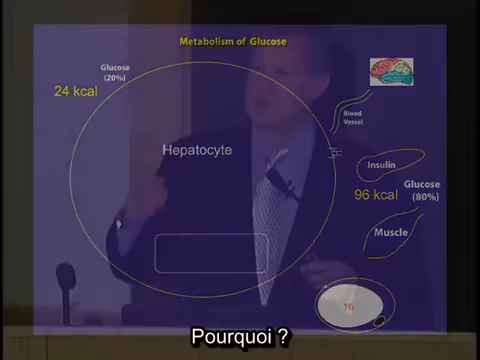 Metabolism of Glucose
Glucose
(20%)
24 kcal
Blood
Vessel
Hepatocyte
Insulin
Glucose
96 kcal
(80%)
Muscle
TG
Pourquoi ?